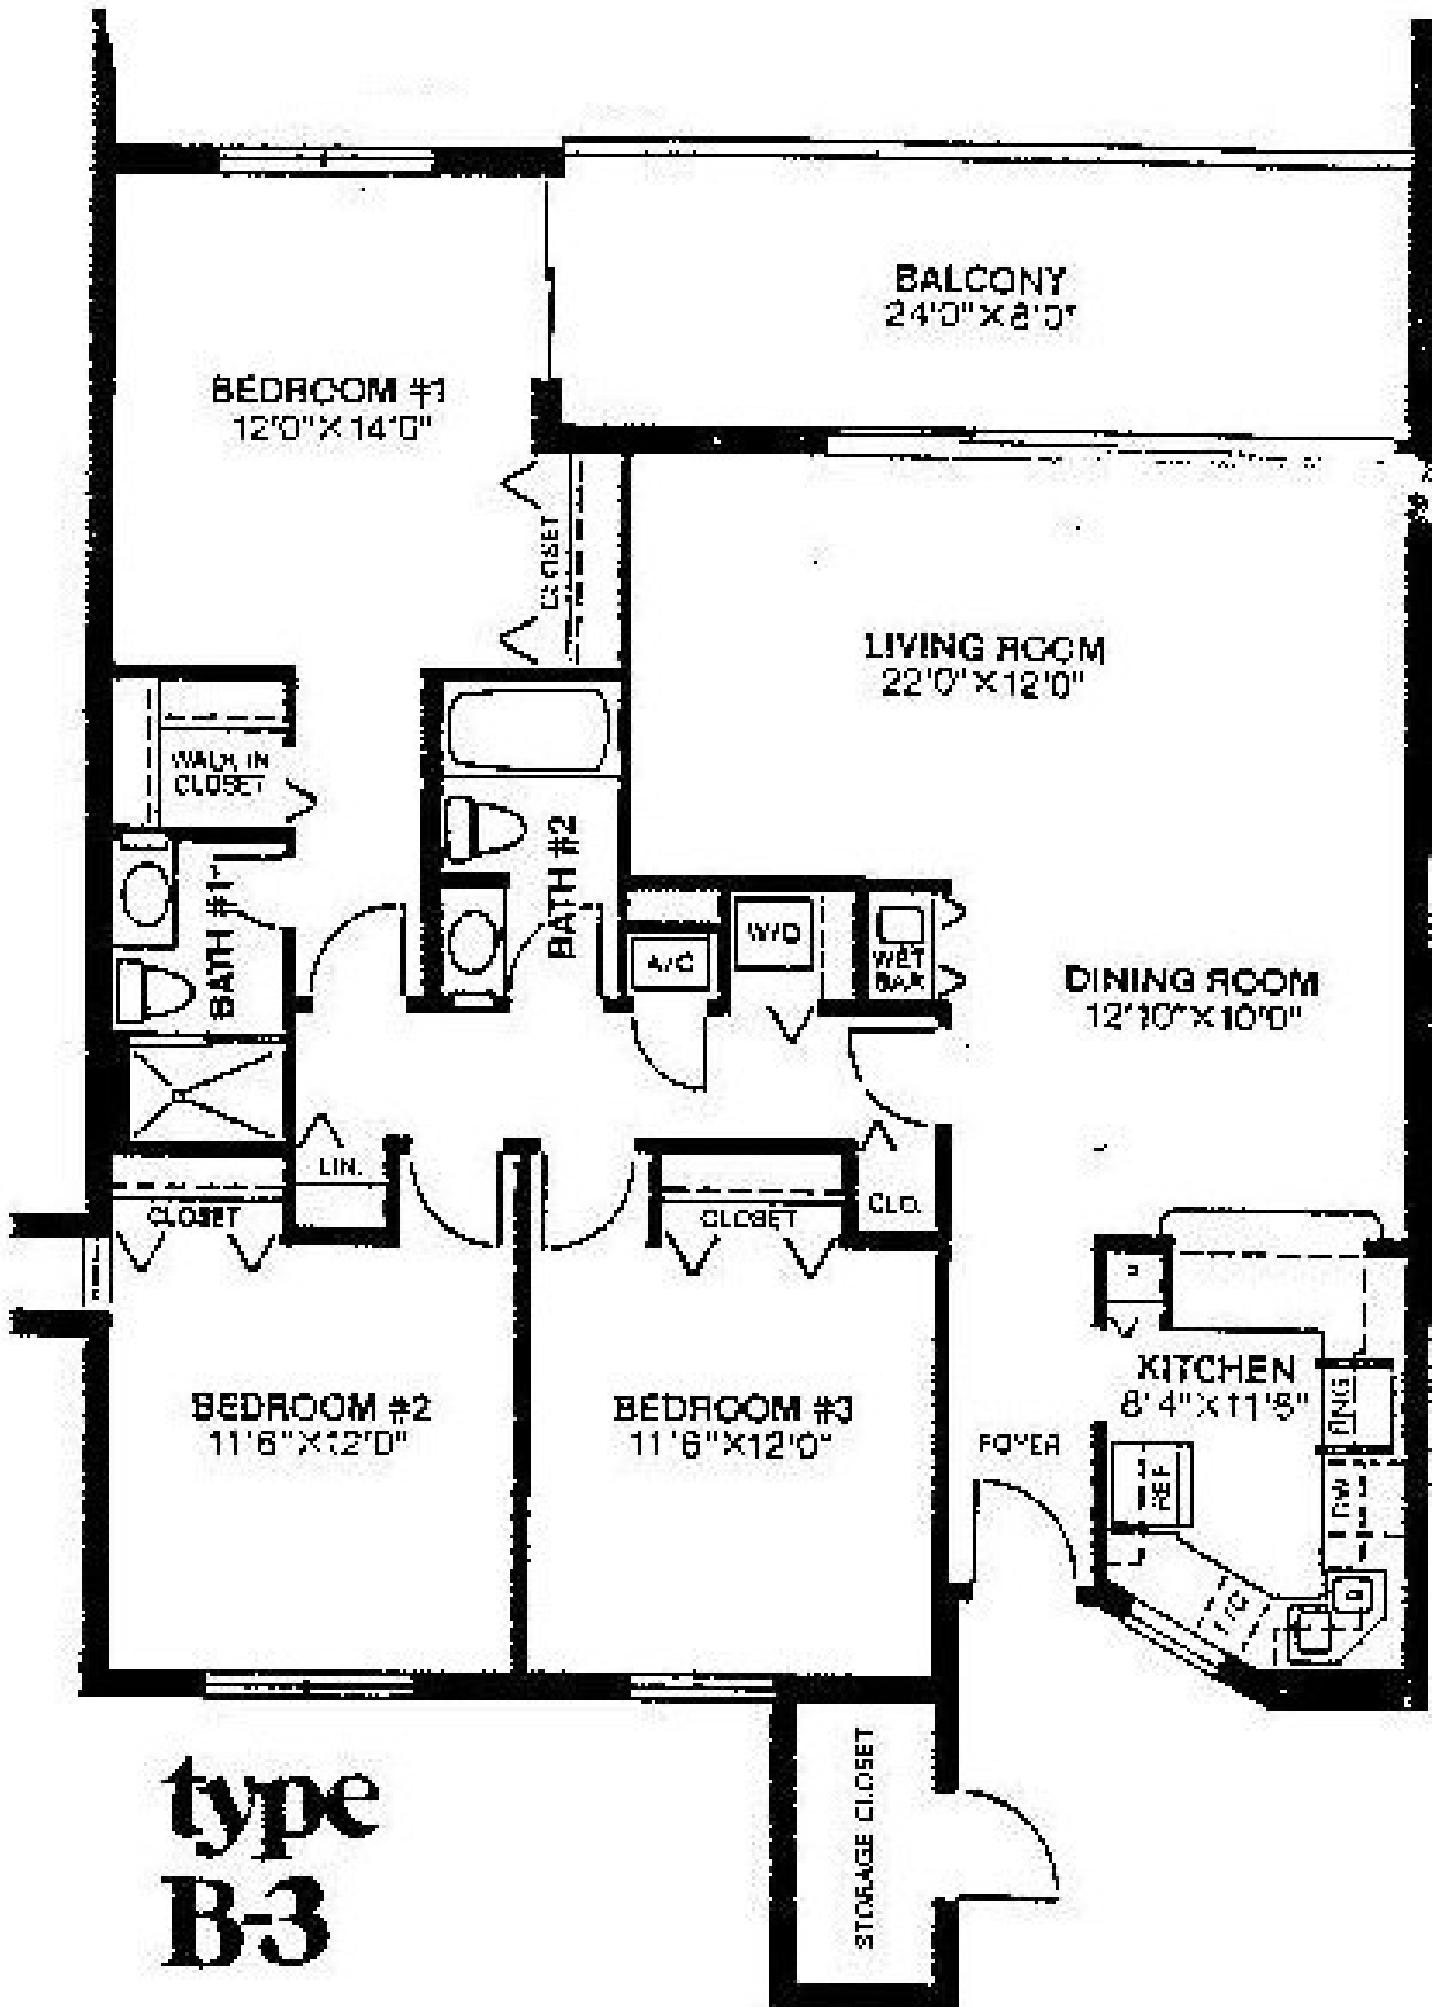 BALCONY
24'0"X8'0"
BEDROOM #1
12'0"X14'0"
CLOSET
LIVING ROOM
22'0"X12'0"
WALK IN
CLOSET
BATH #1
BATH #2
W/D
A/C
WET
BAR
DINING ROOM
12'10"X10'0"
LIN.
CLOSET
CLOSET
CLO.
KITCHEN
8'4"X11'8"
RNG
BEDROOM #2
11'6"X12'0"
BEDROOM #3
11'6"X12'0"
FOYER
REF
DW
STORAGE CLOSET
type
B-3